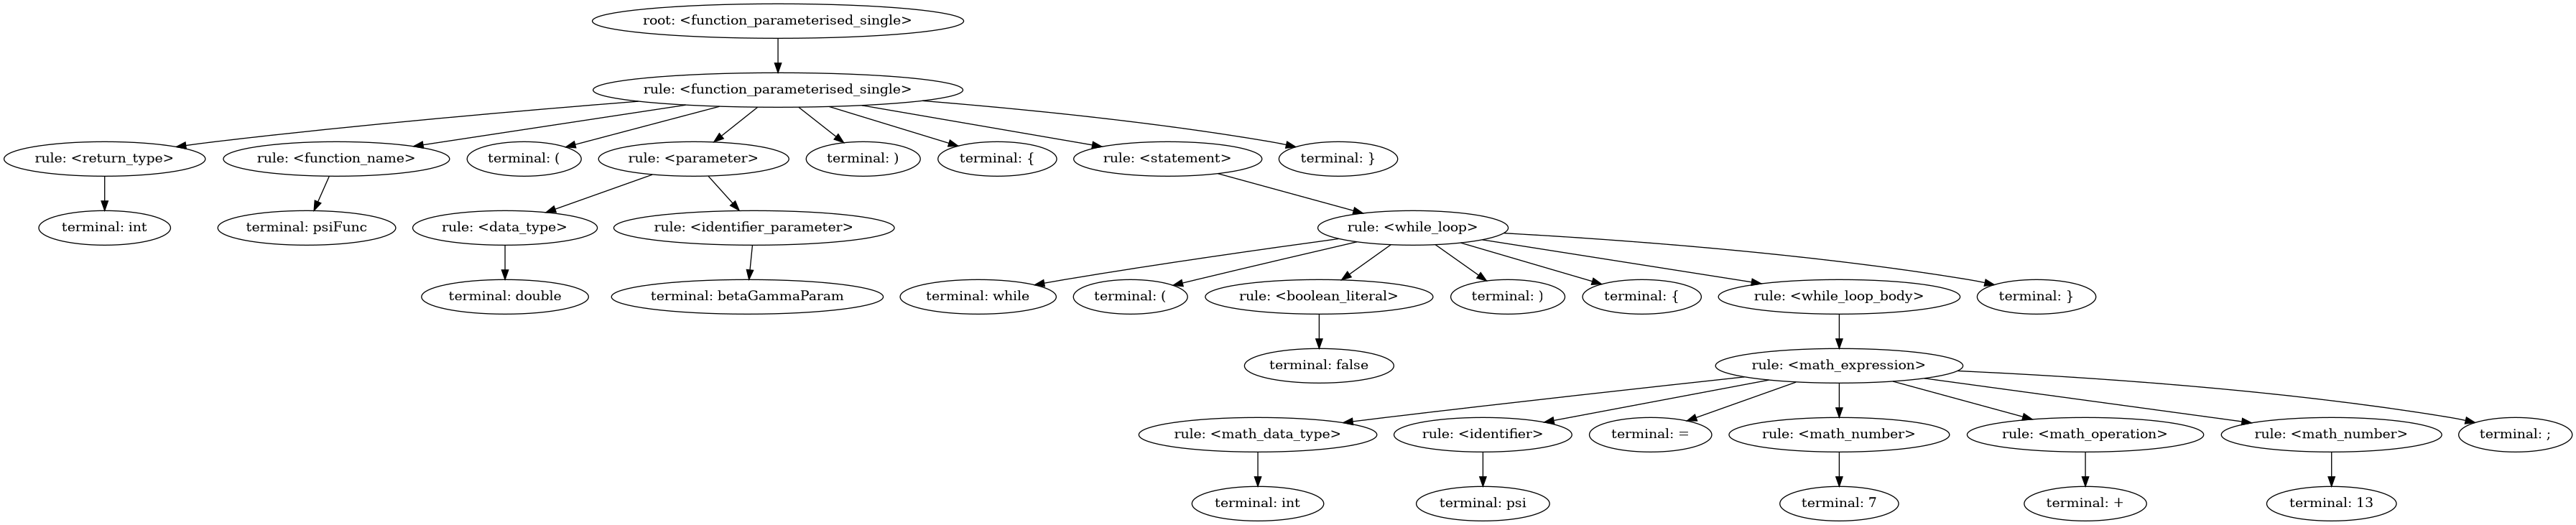 root: <function_parameterised_single>
rule: <function_parameterised_single>
rule: <return_type>
rule: <function_name>
terminal: (
rule: <parameter>
terminal: )
terminal: {
rule: <statement>
terminal: }
terminal: int
terminal: psiFunc
rule: <data_type>
rule: <identifier_parameter>
rule: <while_loop>
terminal: double
terminal: betaGammaParam
terminal: while
terminal: (
rule: <boolean_literal>
terminal: )
terminal: {
rule: <while_loop_body>
terminal: }
terminal: false
rule: <math_expression>
rule: <math_data_type>
rule: <identifier>
terminal: =
rule: <math_number>
rule: <math_operation>
rule: <math_number>
terminal: ;
terminal: int
terminal: psi
terminal: 7
terminal: +
terminal: 13